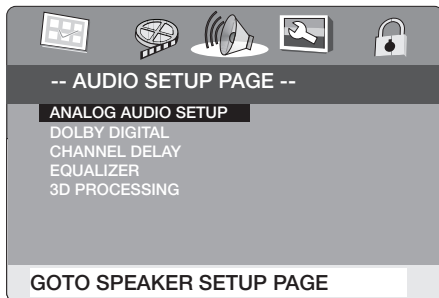 -- AUDIO SETUP PAGE --
ANALOG AUDIO SETUP
DOLBY DIGITAL
CHANNEL DELAY
EQUALIZER
3D PROCESSING
GOTO SPEAKER SETUP PAGE